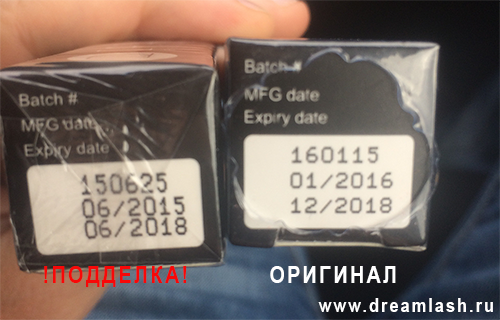 Batch #
MFG date
Expiry date
150625
06/2015
06/2018
Batch #
MFG date
Expiry date
160115
01/2016
12/2018
!ПОДДЕЛКА!
ОРИГИНАЛ
www.dreamlash.ru